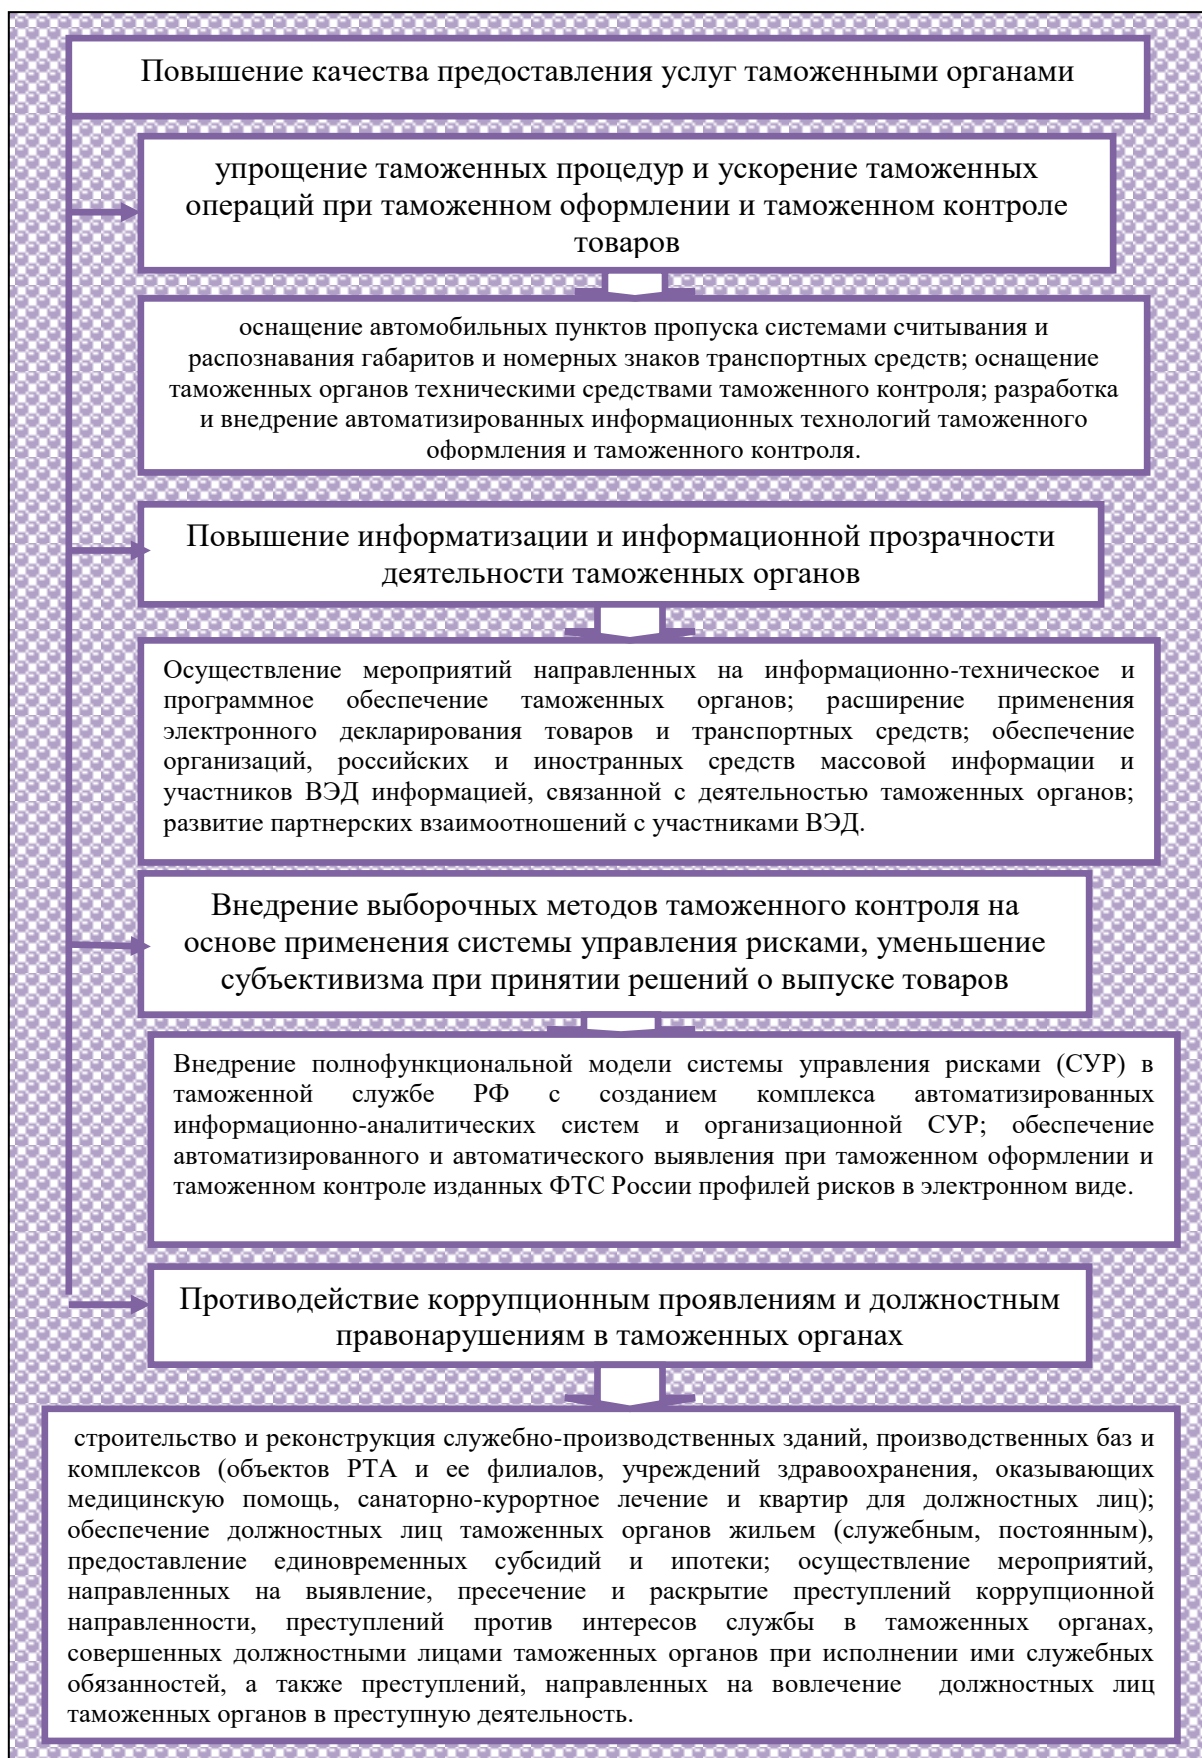 Повышение качества предоставления услуг таможенными органами
упрощение таможенных процедур и ускорение таможенных
операций при таможенном оформлении и таможенном контроле
товаров
оснащение автомобильных пунктов пропуска системами считывания и
распознавания габаритов и номерных знаков транспортных средств; оснащение
таможенных органов техническими средствами таможенного контроля; разработка
и внедрение автоматизированных информационных технологий таможенного
оформления и таможенного контроля.
Повышение информатизации и информационной прозрачности
деятельности таможенных органов
Осуществление мероприятий направленных на информационно-техническое и
программное обеспечение таможенных органов; расширение применения
электронного декларирования товаров и транспортных средств; обеспечение
организаций, российских и иностранных средств массовой информации и
участников ВЭД информацией, связанной с деятельностью таможенных органов;
развитие партнерских взаимоотношений с участниками ВЭД.
Внедрение выборочных методов таможенного контроля на
основе применения системы управления рисками, уменьшение
субъективизма при принятии решений о выпуске товаров
Внедрение полнофункциональной модели системы управления рисками (СУР) в
таможенной службе РФ с созданием комплекса автоматизированных
информационно-аналитических систем и организационной СУР; обеспечение
автоматизированного и автоматического выявления при таможенном оформлении и
таможенном контроле изданных ФТС России профилей рисков в электронном виде.
Противодействие коррупционным проявлениям и должностным
правонарушениям в таможенных органах
строительство и реконструкция служебно-производственных зданий, производственных баз и
комплексов (объектов РТА и ее филиалов, учреждений здравоохранения, оказывающих
медицинскую помощь, санаторно-курортное лечение и квартир для должностных лиц);
обеспечение должностных лиц таможенных органов жильем (служебным, постоянным),
предоставление единовременных субсидий и ипотеки; осуществление мероприятий,
направленных на выявление, пресечение и раскрытие преступлений коррупционной
направленности, преступлений против интересов службы в таможенных органах,
совершенных должностными лицами таможенных органов при исполнении ими служебных
обязанностей, а также преступлений, направленных на вовлечение должностных лиц
таможенных органов в преступную деятельность.